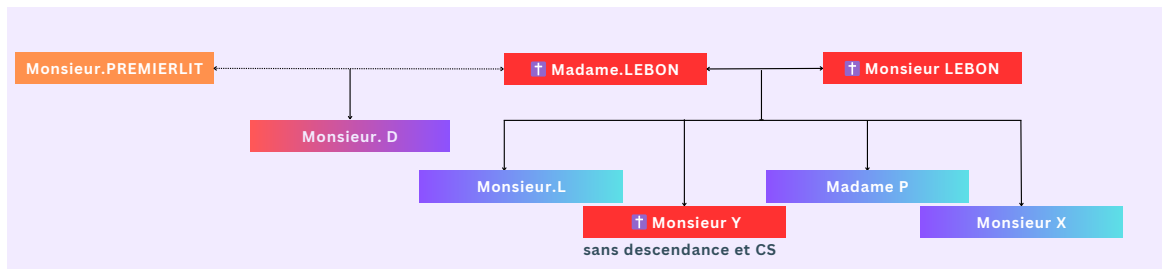 Monsieur.PREMIERLIT
✝ Madame.LEBON
✝ Monsieur LEBON
Monsieur. D
Monsieur.L
Madame P
✝ Monsieur Y
Monsieur X
sans descendance et CS